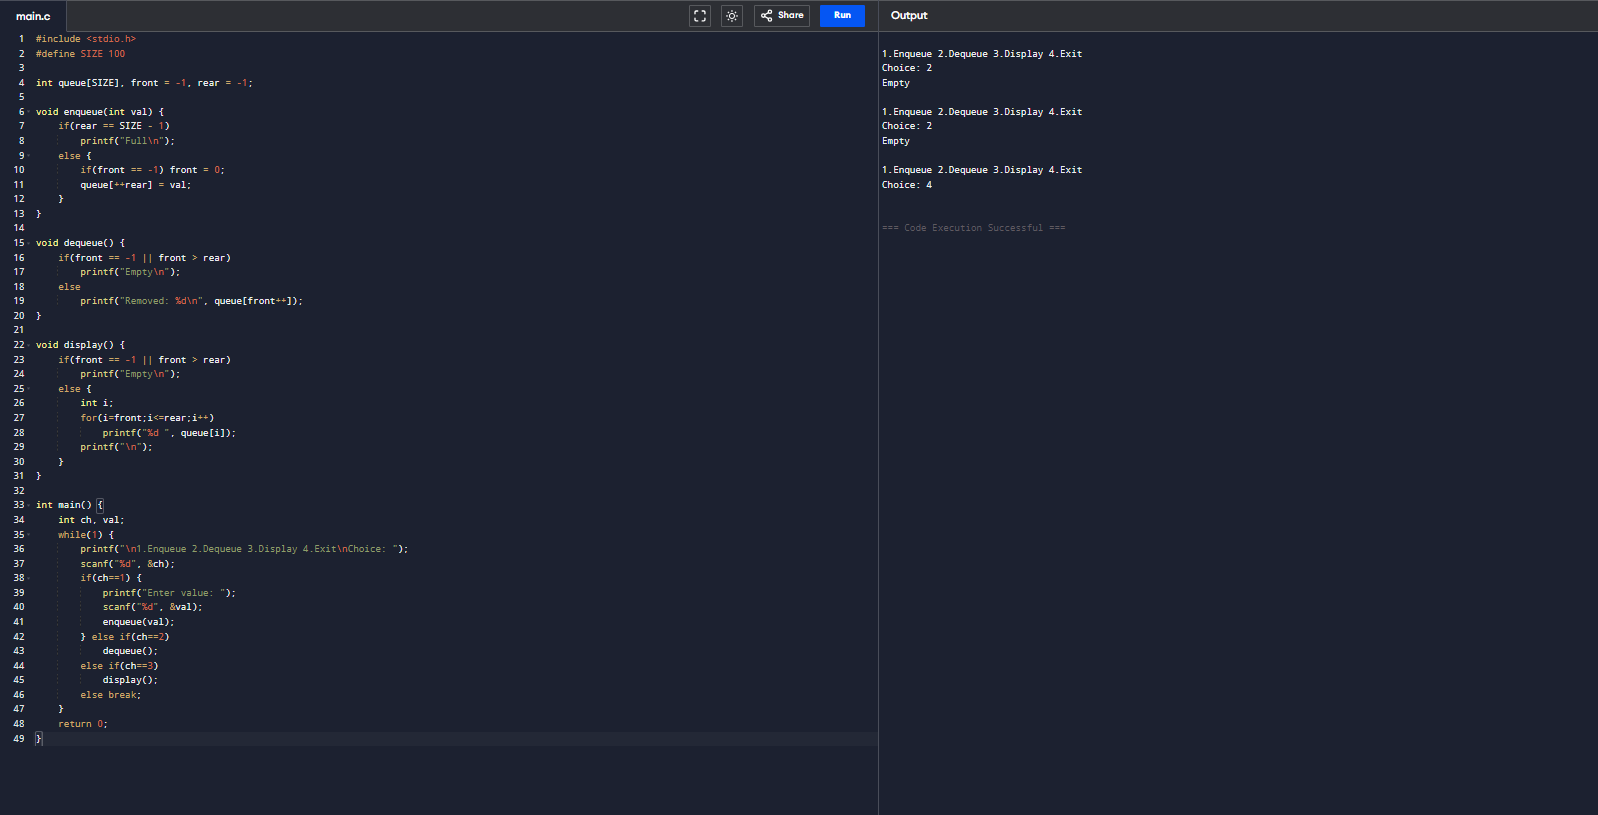 main.c
Share
Run
Output
1 #include <stdio.h>
2 #define SIZE 100
3
4 int queue[SIZE], front = -1, rear = -1;
5
6 void enqueue(int val) {
7     if(rear == SIZE - 1)
8         printf("Full\n");
9     else {
10         if(front == -1) front = 0;
11         queue[++rear] = val;
12     }
13 }
14
15 void dequeue() {
16     if(front == -1 || front > rear)
17         printf("Empty\n");
18     else
19         printf("Removed: %d\n", queue[front++]);
20 }
21
22 void display() {
23     if(front == -1 || front > rear)
24         printf("Empty\n");
25     else {
26         int i;
27         for(i=front;i<=rear;i++)
28             printf("%d ", queue[i]);
29         printf("\n");
30     }
31 }
32
33 int main() {
34     int ch, val;
35     while(1) {
36         printf("\n1.Enqueue 2.Dequeue 3.Display 4.Exit\nChoice: ");
37         scanf("%d", &ch);
38         if(ch==1) {
39             printf("Enter value: ");
40             scanf("%d", &val);
41             enqueue(val);
42         } else if(ch==2)
43             dequeue();
44         else if(ch==3)
45             display();
46         else break;
47     }
48     return 0;
49 }
1.Enqueue 2.Dequeue 3.Display 4.Exit
Choice: 2
Empty
1.Enqueue 2.Dequeue 3.Display 4.Exit
Choice: 2
Empty
1.Enqueue 2.Dequeue 3.Display 4.Exit
Choice: 4
=== Code Execution Successful ===